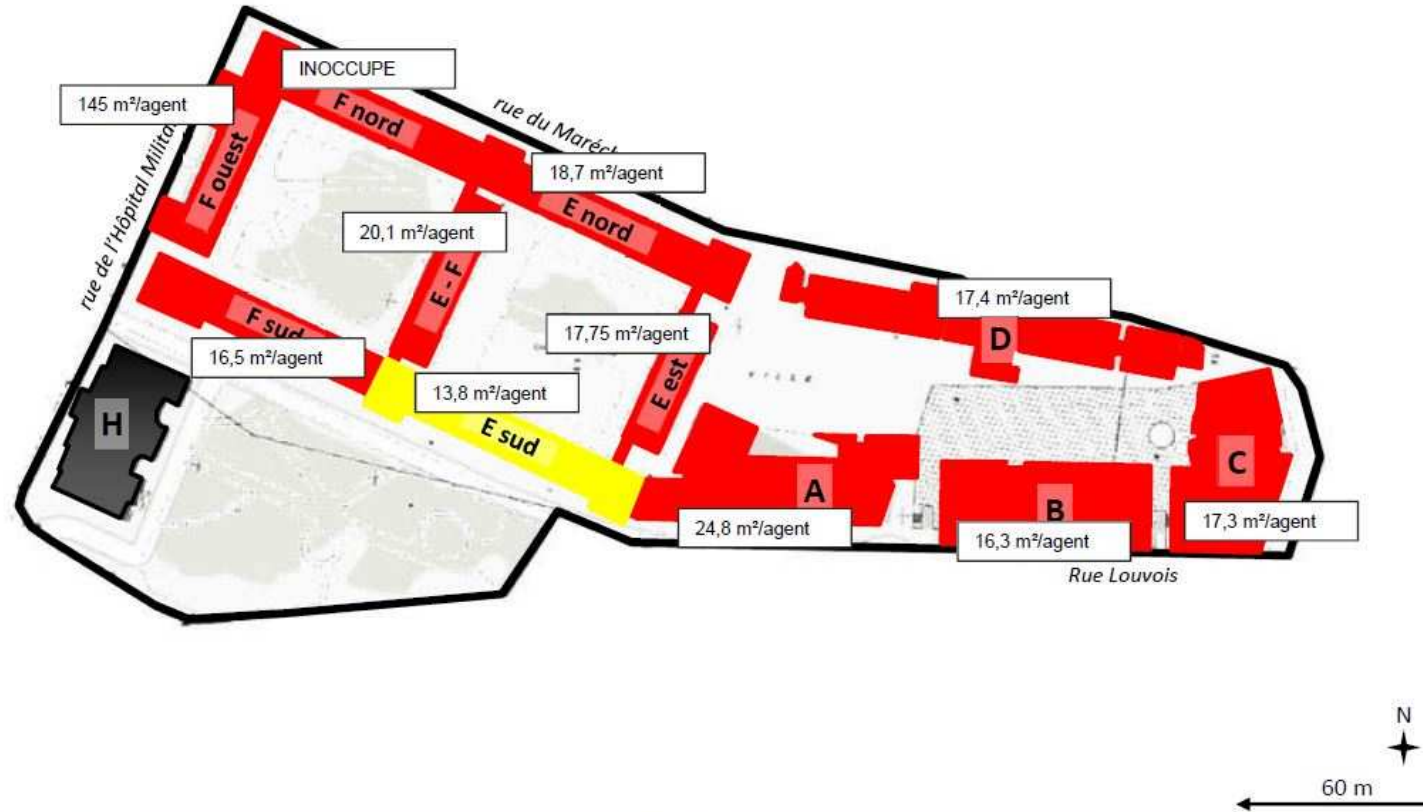 INOCCUPE
145 m²/agent
F nord
rue du Maréch
rue de l'Hôpital Milita
F ouest
18,7 m²/agent
E nord
20,1 m²/agent
E - F
17,4 m²/agent
D
F sud
16,5 m²/agent
17,75 m²/agent
E est
13,8 m²/agent
E sud
H
A
24,8 m²/agent
B
16,3 m²/agent
C
17,3 m²/agent
Rue Louvois
N
60 m